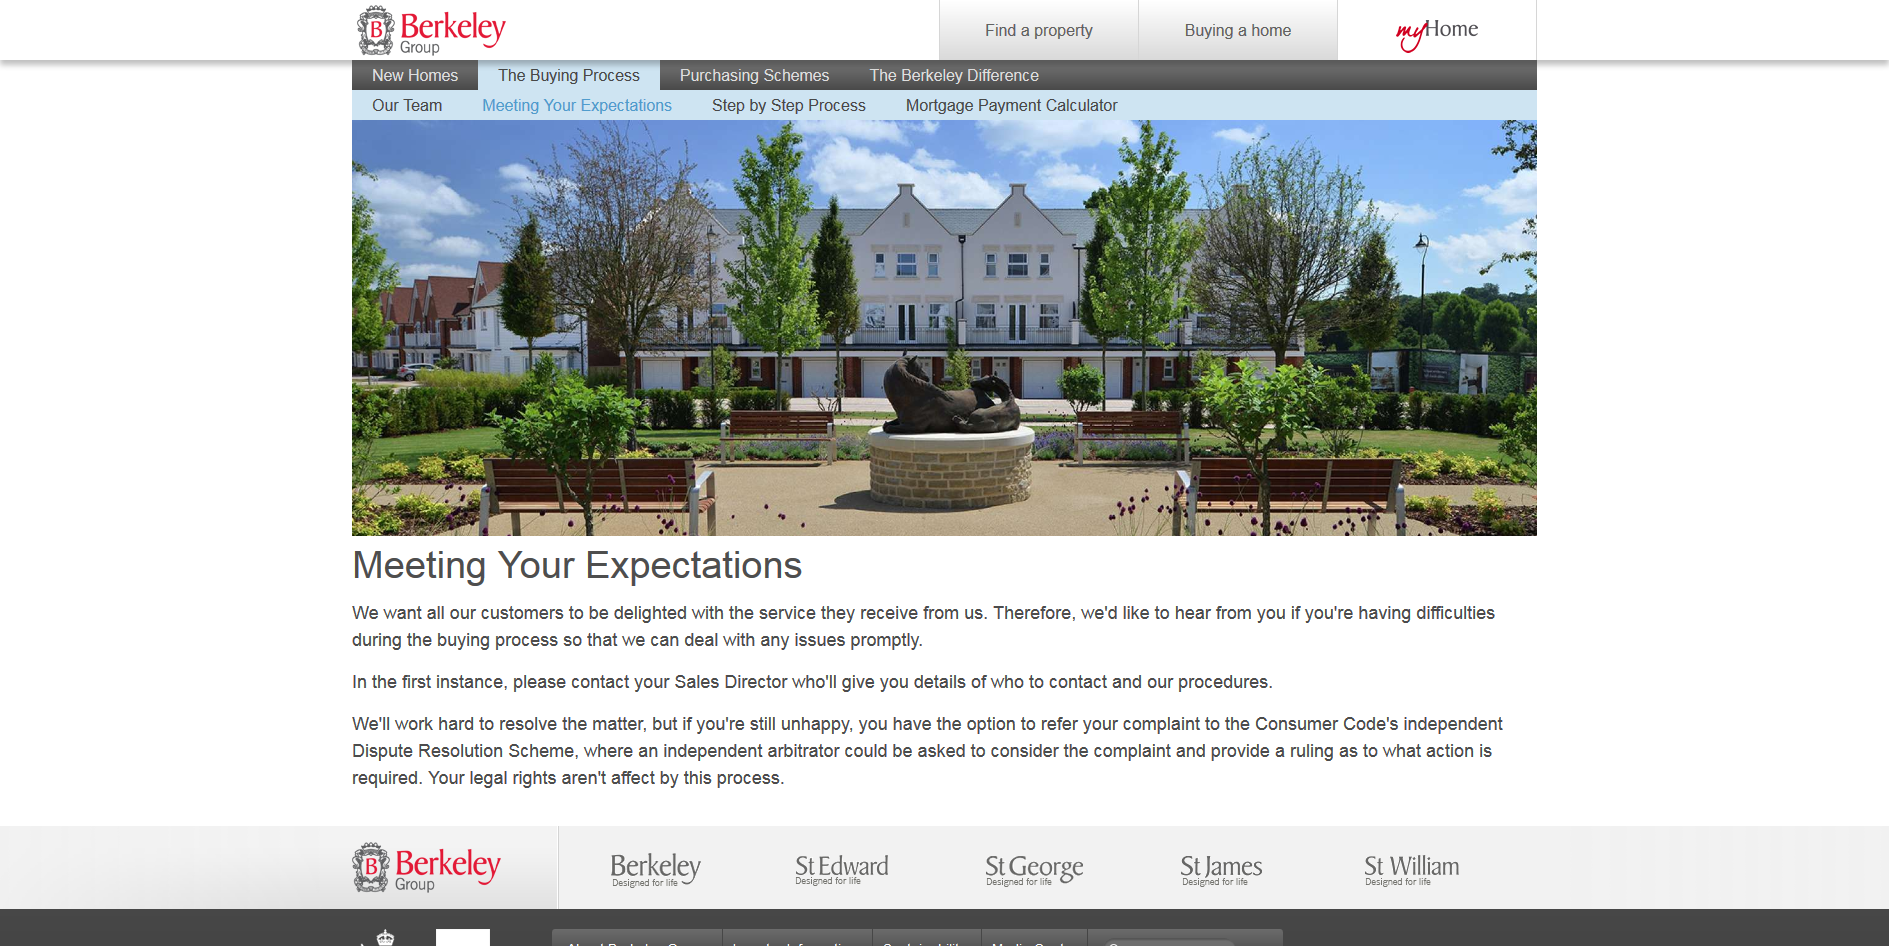 B Berkeley
Group
Find a property
Buying a home
myHome
New Homes
The Buying Process
Purchasing Schemes
The Berkeley Difference
Our Team
Meeting Your Expectations
Step by Step Process
Mortgage Payment Calculator
Meeting Your Expectations
We want all our customers to be delighted with the service they receive from us. Therefore, we'd like to hear from you if you're having difficulties
during the buying process so that we can deal with any issues promptly.
In the first instance, please contact your Sales Director who'll give you details of who to contact and our procedures.
We'll work hard to resolve the matter, but if you're still unhappy, you have the option to refer your complaint to the Consumer Code's independent
Dispute Resolution Scheme, where an independent arbitrator could be asked to consider the complaint and provide a ruling as to what action is
required. Your legal rights aren't affect by this process.
B Berkeley
Group
Berkeley
Designed for life
St Edward
Designed for life
St George
Designed for life
St James
Designed for life
St William
Designed for life